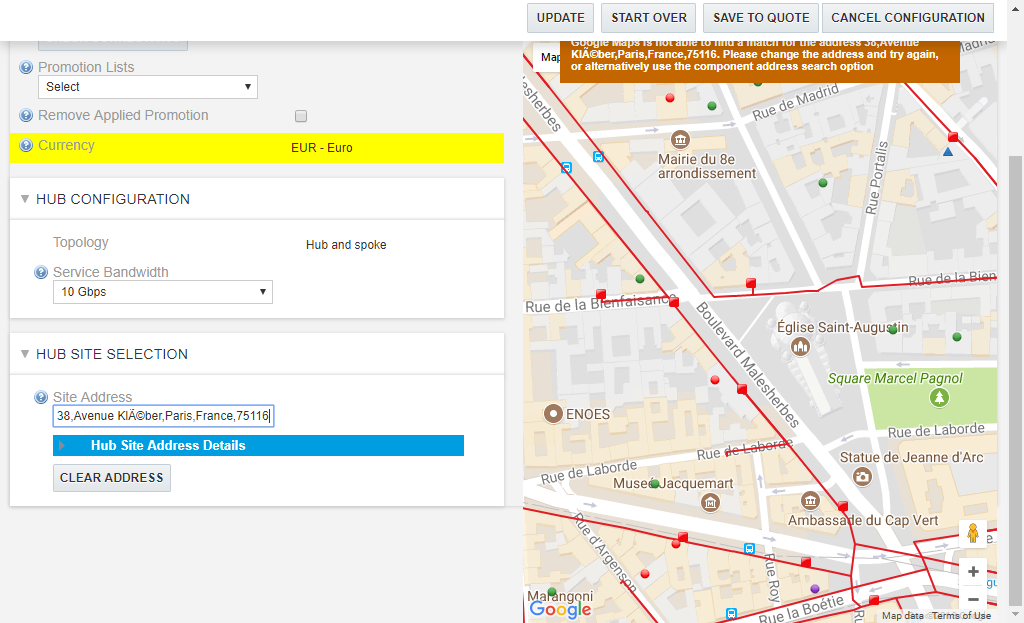 UPDATE
START OVER
SAVE TO QUOTE
CANCEL CONFIGURATION
Promotion Lists
Select
Remove Applied Promotion
Currency
EUR - Euro
HUB CONFIGURATION
Topology
Hub and spoke
Service Bandwidth
10 Gbps
HUB SITE SELECTION
Site Address
38,Avenue KlÃ©ber,Paris,France,75116
Hub Site Address Details
CLEAR ADDRESS
Map
Google Maps is not able to find a match for the address 38,Avenue
KlÃ©ber,Paris,France,75116. Please change the address and try again,
or alternatively use the component address search option
Madrid
Malesherbes
Rue de Madrid
Mairie du 8e
arrondissement
Rue Portalis
Rue de la Bien
Rue de la Bienfaisance
Boulevard Malesherbes
Église Saint-Augustin
Square Marcel Pagnol
ENOES
Rue de Laborde
Rue de Laborde
Rue de Laborde
Statue de Jeanne d'Arc
Musée Jacquemart
Ambassade du Cap Vert
Rue d'Argenson
Rue Roy
Marangoni
Rue de la Boétie
Google
Map data
Terms of Use